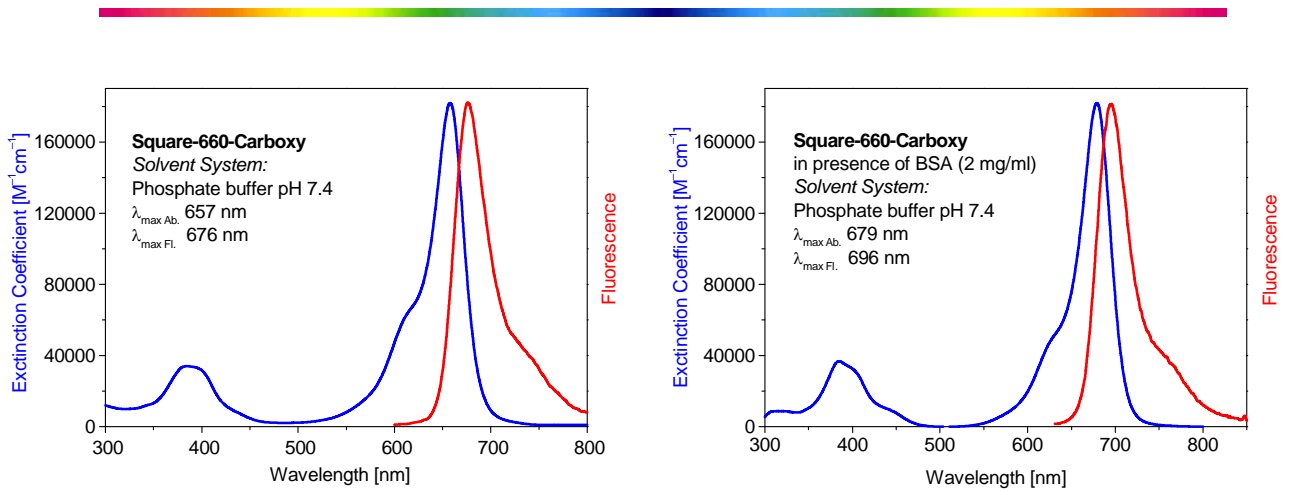 Square-660-Carboxy
Solvent System:
Phosphate buffer pH 7.4
λmax Ab. 657 nm
λmax Fl. 676 nm
Exctinction Coefficient [M⁻¹cm⁻¹]
160000
120000
80000
40000
0
300 400 500 600 700 800
Wavelength [nm]
Fluorescence
Square-660-Carboxy
in presence of BSA (2 mg/ml)
Solvent System:
Phosphate buffer pH 7.4
λmax Ab. 679 nm
λmax Fl. 696 nm
Exctinction Coefficient [M⁻¹cm⁻¹]
160000
120000
80000
40000
0
300 400 500 600 700 800
Wavelength [nm]
Fluorescence